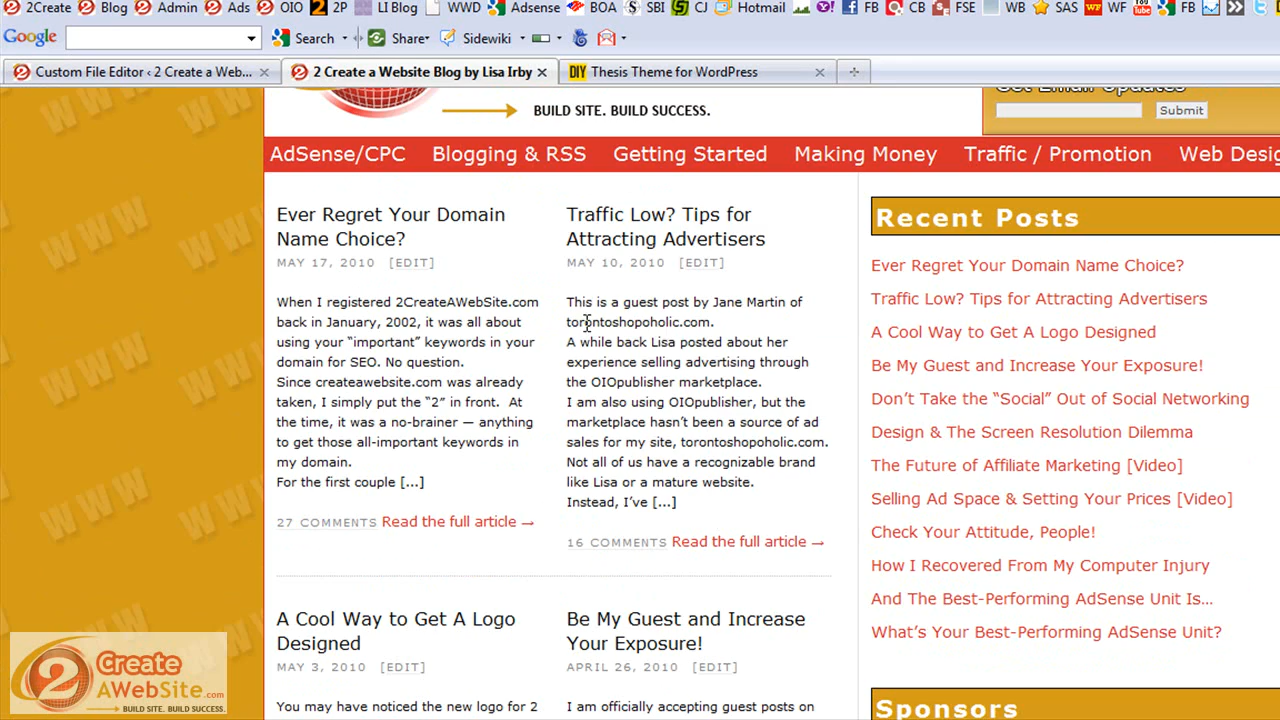 2Create Blog Admin Ads OIO 2P LI Blog WWD Adsense BOA SBI CJ Hotmail FB CB FSE WB SAS WF WF FB
Google Search Share Sidewiki
Custom File Editor ‹ 2 Create a Web... 2 Create a Website Blog by Lisa Irby DIY Thesis Theme for WordPress
BUILD SITE. BUILD SUCCESS.
Get Email Updates
Submit
AdSense/CPC Blogging & RSS Getting Started Making Money Traffic / Promotion Web Desig
Ever Regret Your Domain
Name Choice?
MAY 17, 2010 [EDIT]
When I registered 2CreateAWebSite.com
back in January, 2002, it was all about
using your “important” keywords in your
domain for SEO. No question.
Since createawebsite.com was already
taken, I simply put the “2” in front. At
the time, it was a no-brainer — anything
to get those all-important keywords in
my domain.
For the first couple [...]
27 COMMENTS Read the full article →
Traffic Low? Tips for
Attracting Advertisers
MAY 10, 2010 [EDIT]
This is a guest post by Jane Martin of
torontoshopoholic.com.
A while back Lisa posted about her
experience selling advertising through
the OIOpublisher marketplace.
I am also using OIOpublisher, but the
marketplace hasn’t been a source of ad
sales for my site, torontoshopoholic.com.
Not all of us have a recognizable brand
like Lisa or a mature website.
Instead, I’ve [...]
16 COMMENTS Read the full article →
A Cool Way to Get A Logo
Designed
MAY 3, 2010 [EDIT]
You may have noticed the new logo for 2
Be My Guest and Increase
Your Exposure!
APRIL 26, 2010 [EDIT]
I am officially accepting guest posts on
Recent Posts
Ever Regret Your Domain Name Choice?
Traffic Low? Tips for Attracting Advertisers
A Cool Way to Get A Logo Designed
Be My Guest and Increase Your Exposure!
Don’t Take the “Social” Out of Social Networking
Design & The Screen Resolution Dilemma
The Future of Affiliate Marketing [Video]
Selling Ad Space & Setting Your Prices [Video]
Check Your Attitude, People!
How I Recovered From My Computer Injury
And The Best-Performing AdSense Unit Is...
What’s Your Best-Performing AdSense Unit?
Sponsors
WWW
WWW
WWW
WWW
WWW
WWW
2 Create
AWebSite.com
BUILD SITE. BUILD SUCCESS.